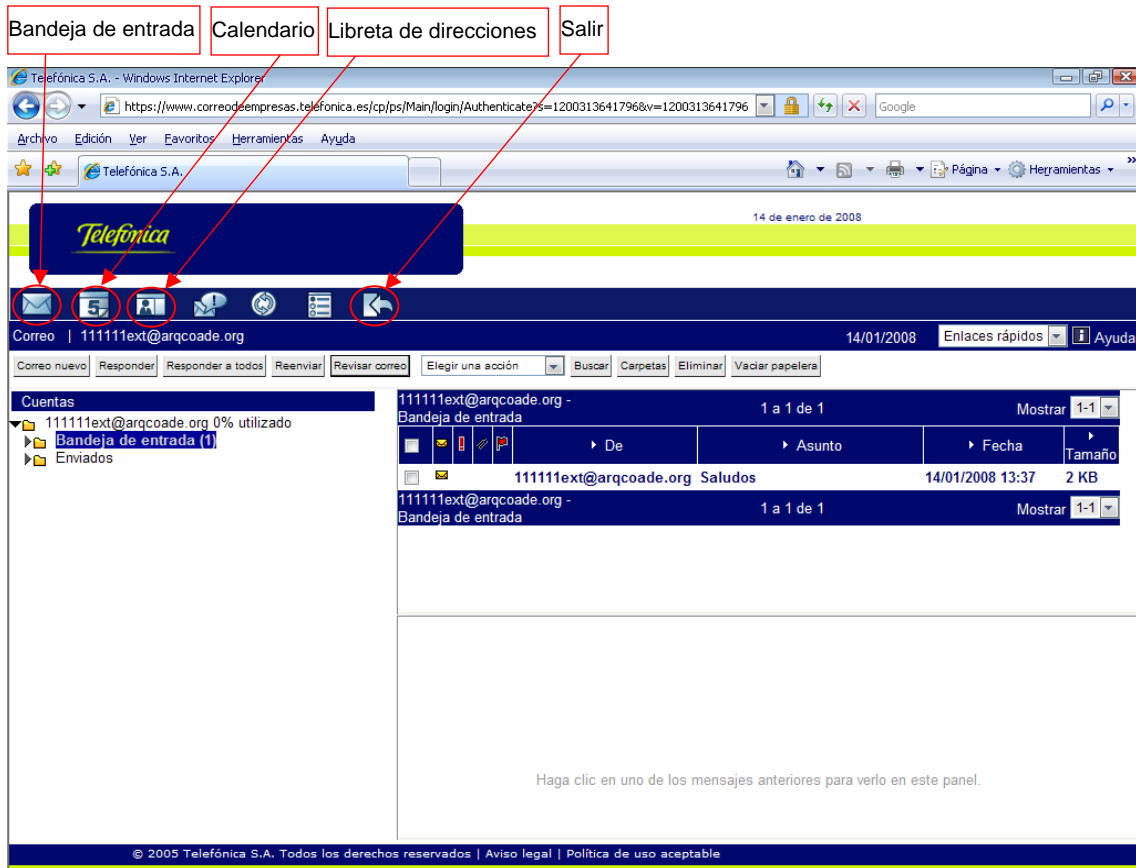 Bandeja de entrada
Calendario
Libreta de direcciones
Salir
Telefónica S.A. - Windows Internet Explorer
https://www.correodeempresas.telefonica.es/cp/ps/Main/login/Authenticate?s=1200313641796&v=1200313641796
Google
Archivo Edición Ver Favoritos Herramientas Ayuda
Telefónica S.A.
Página Herramientas »
14 de enero de 2008
Telefónica
5
Correo | 111111ext@arqcoade.org
14/01/2008 Enlaces rápidos Ayuda
Correo nuevo Responder Responder a todos Reenviar Revisar correo Elegir una acción Buscar Carpetas Eliminar Vaciar papelera
Cuentas
111111ext@arqcoade.org 0% utilizado
Bandeja de entrada (1)
Enviados
111111ext@arqcoade.org -
Bandeja de entrada
1 a 1 de 1
Mostrar 1-1
De Asunto Fecha Tamaño
111111ext@arqcoade.org Saludos 14/01/2008 13:37 2 KB
111111ext@arqcoade.org -
Bandeja de entrada
1 a 1 de 1
Mostrar 1-1
Haga clic en uno de los mensajes anteriores para verlo en este panel.
© 2005 Telefónica S.A. Todos los derechos reservados | Aviso legal | Política de uso aceptable